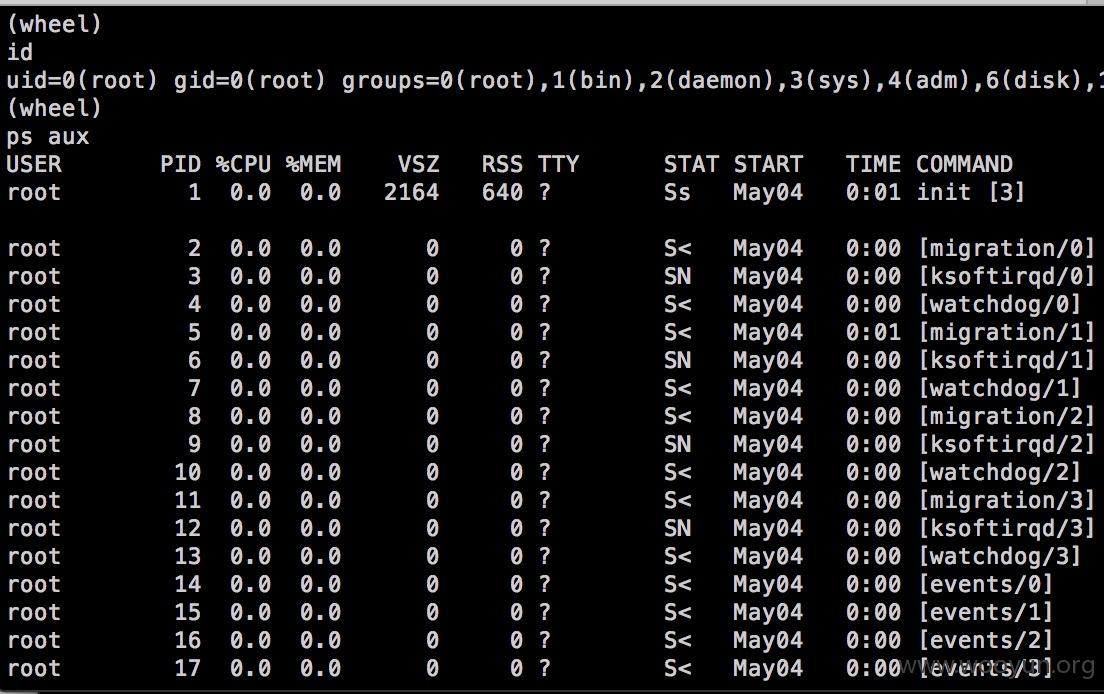 (wheel)
id
uid=0(root) gid=0(root) groups=0(root),1(bin),2(daemon),3(sys),4(adm),6(disk),1
(wheel)
ps aux
USER PID %CPU %MEM VSZ RSS TTY STAT START TIME COMMAND
root 1 0.0 0.0 2164 640 ? Ss May04 0:01 init [3]
root 2 0.0 0.0 0 0 ? S< May04 0:00 [migration/0]
root 3 0.0 0.0 0 0 ? SN May04 0:00 [ksoftirqd/0]
root 4 0.0 0.0 0 0 ? S< May04 0:00 [watchdog/0]
root 5 0.0 0.0 0 0 ? S< May04 0:01 [migration/1]
root 6 0.0 0.0 0 0 ? SN May04 0:00 [ksoftirqd/1]
root 7 0.0 0.0 0 0 ? S< May04 0:00 [watchdog/1]
root 8 0.0 0.0 0 0 ? S< May04 0:00 [migration/2]
root 9 0.0 0.0 0 0 ? SN May04 0:00 [ksoftirqd/2]
root 10 0.0 0.0 0 0 ? S< May04 0:00 [watchdog/2]
root 11 0.0 0.0 0 0 ? S< May04 0:00 [migration/3]
root 12 0.0 0.0 0 0 ? SN May04 0:00 [ksoftirqd/3]
root 13 0.0 0.0 0 0 ? S< May04 0:00 [watchdog/3]
root 14 0.0 0.0 0 0 ? S< May04 0:00 [events/0]
root 15 0.0 0.0 0 0 ? S< May04 0:00 [events/1]
root 16 0.0 0.0 0 0 ? S< May04 0:00 [events/2]
root 17 0.0 0.0 0 0 ? S< May04 0:00 [events/3]
www.wooyun.org